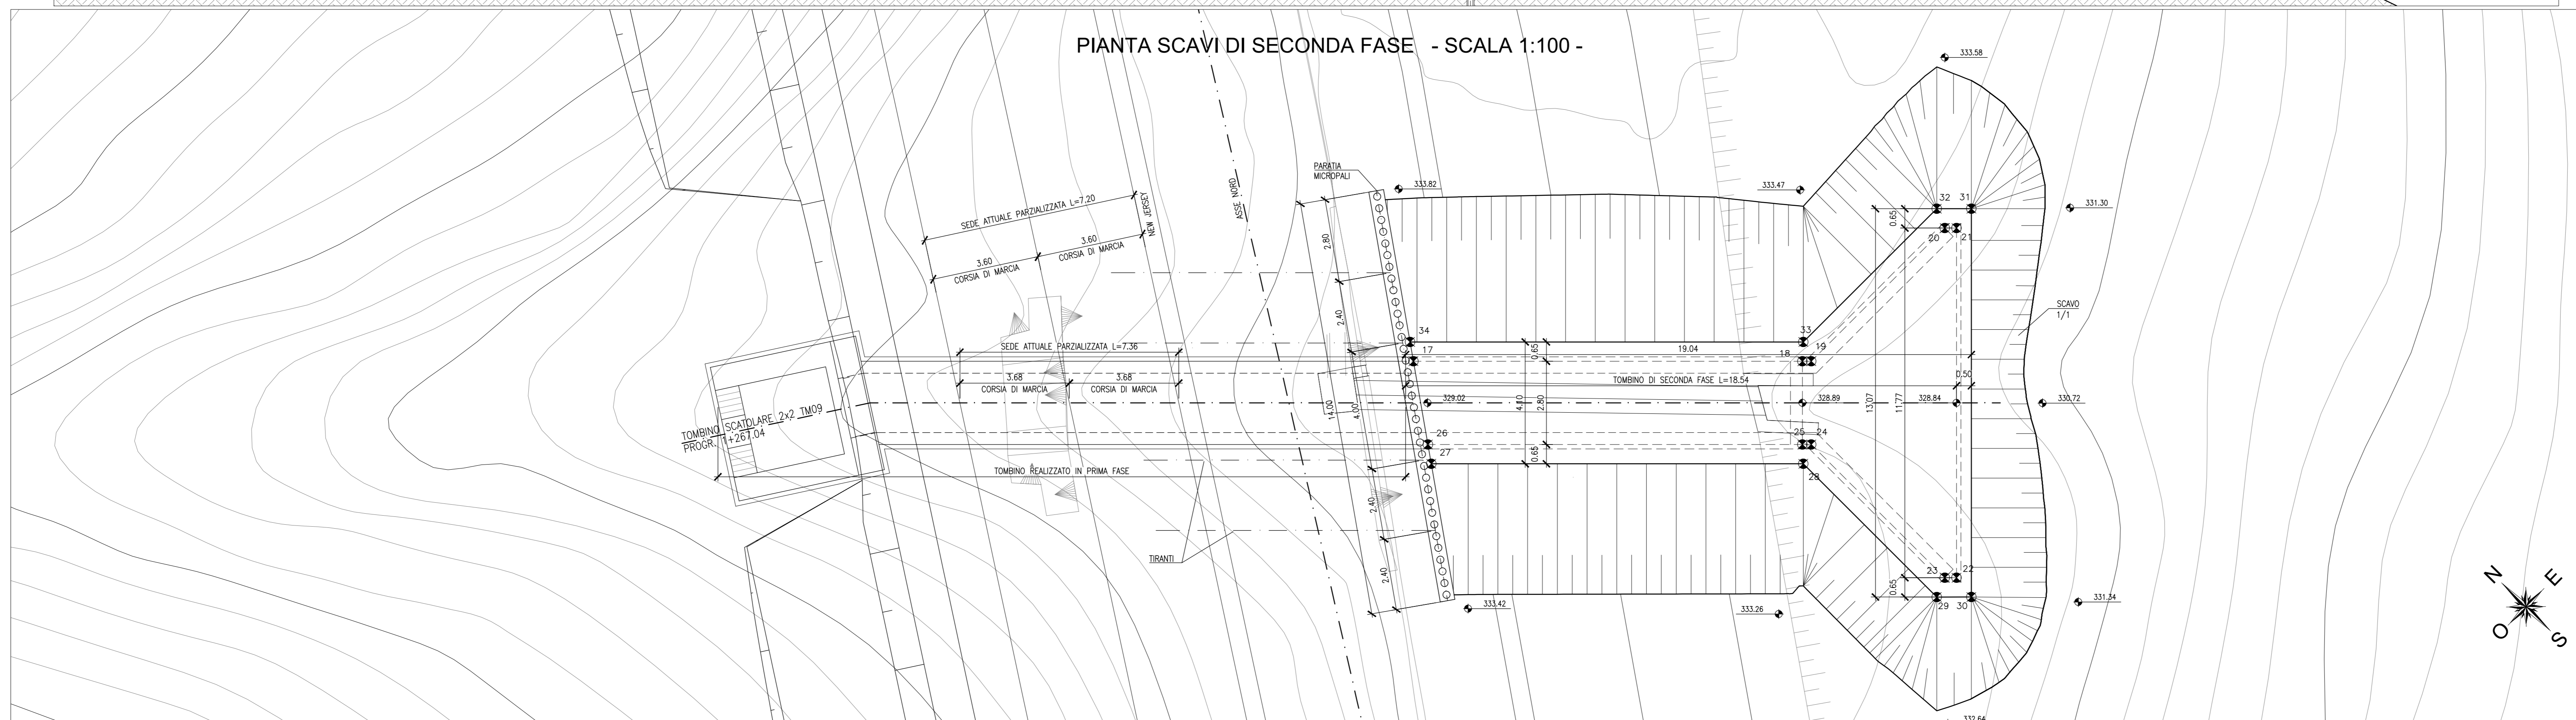 PIANTA SCAVI DI SECONDA FASE - SCALA 1:100 -
333.58
PARATIA
MICROPALI
333.82
333.47
32
31
331.30
0.65
20
21
SEDE ATTUALE PARZIALIZZATA L=7.20
NEW JERSEY
ASSE NORD
3.60
CORSIA DI MARCIA
3.60
CORSIA DI MARCIA
2.80
2.40
SCAVO
1/1
34
33
SEDE ATTUALE PARZIALIZZATA L=7.36
17
0.65
19.04
18
19
3.68
CORSIA DI MARCIA
3.68
CORSIA DI MARCIA
TOMBINO DI SECONDA FASE L=18.54
0.50
14.00
4.00
329.02
4.10
2.80
328.89
13.07
11.77
328.84
330.72
TOMBINO SCATOLARE 2x2 TM09
PROGR. 1+267.04
26
25
24
27
0.65
TOMBINO REALIZZATO IN PRIMA FASE
28
2.40
TIRANTI
2.40
23
22
0.65
333.42
333.26
29
30
331.34
N
E
O
S
332.64